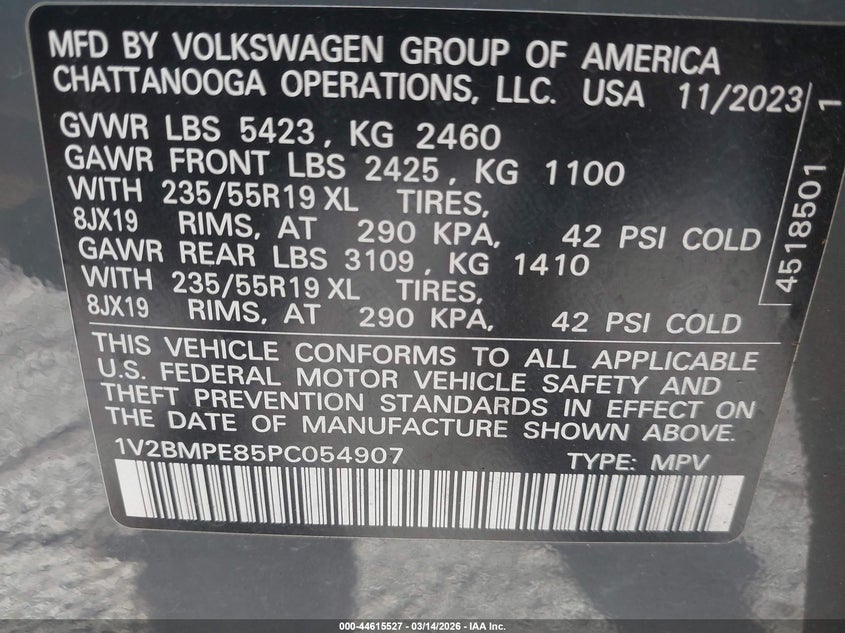 MFD BY VOLKSWAGEN GROUP OF AMERICA
CHATTANOOGA OPERATIONS, LLC. USA 11/2023
GVWR LBS 5423, KG 2460
GAWR FRONT LBS 2425, KG 1100
WITH 235/55R19 XL TIRES,
8JX19 RIMS, AT 290 KPA, 42 PSI COLD
GAWR REAR LBS 3109, KG 1410
WITH 235/55R19 XL TIRES,
8JX19 RIMS, AT 290 KPA, 42 PSI COLD
4518501 1
THIS VEHICLE CONFORMS TO ALL APPLICABLE
U.S. FEDERAL MOTOR VEHICLE SAFETY AND
THEFT PREVENTION STANDARDS IN EFFECT ON
THE DATE OF MANUFACTURE SHOWN ABOVE.
1V2BMPE85PC054907 TYPE: MPV
000-44615527 - 03/14/2026 - IAA Inc.